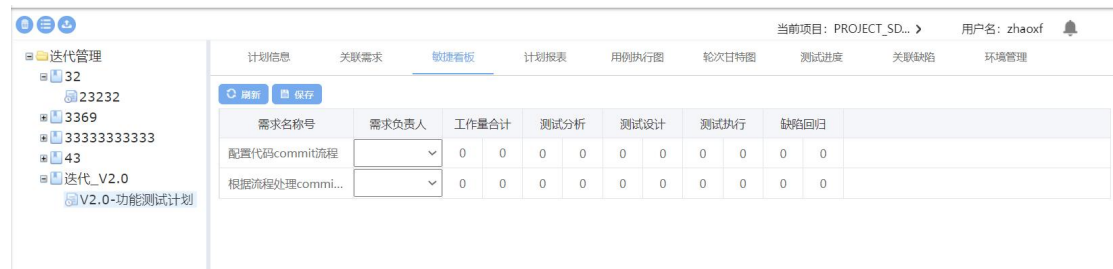 当前项目: PROJECT_SD... > 用户名: zhaoxf
迭代管理
32
23232
3369
33333333333
43
迭代_V2.0
V2.0-功能测试计划
计划信息 关联需求 敏捷看板 计划报表 用例执行图 轮次甘特图 测试进度 关联缺陷 环境管理
刷新 保存
需求名称号 需求负责人 工作量合计 测试分析 测试设计 测试执行 缺陷回归
配置代码commit流程 0 0 0 0 0 0 0 0 0 0
根据流程处理commi... 0 0 0 0 0 0 0 0 0 0